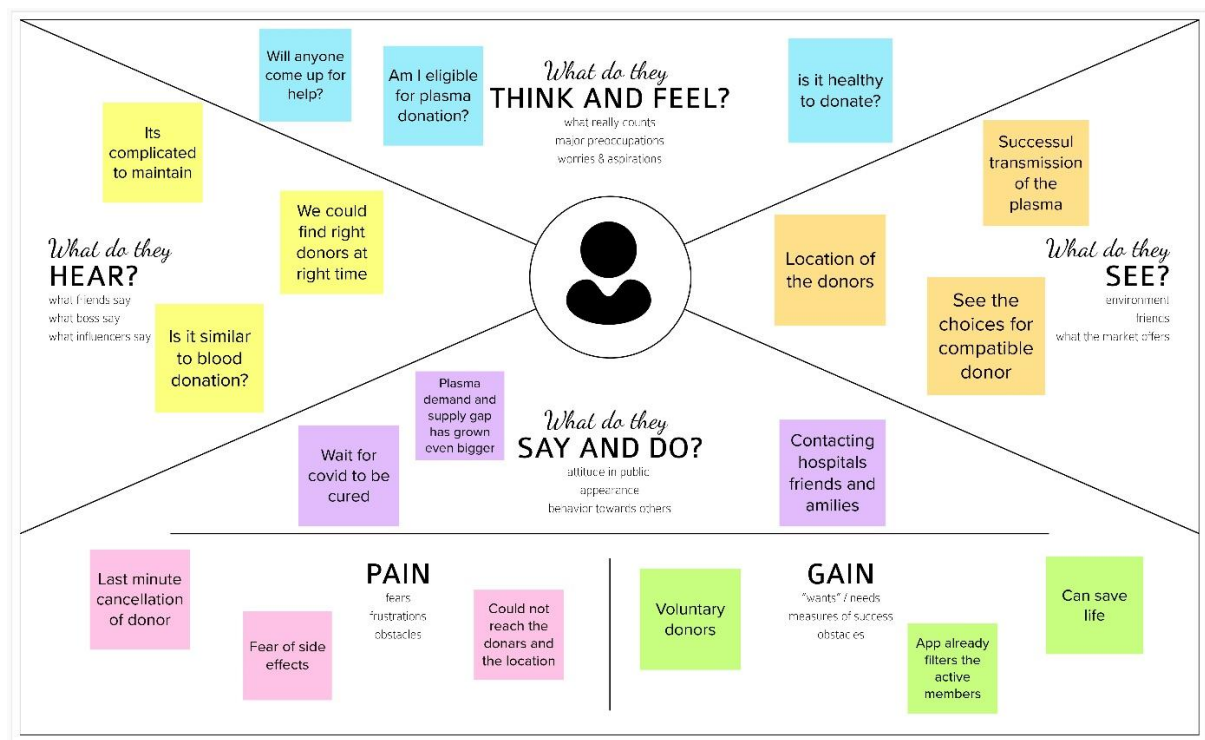 Will anyone
come up for
help?
Am I eligible
for plasma
donation?
What do they
THINK AND FEEL?
what really counts
major preoccupations
worries & aspirations
is it healthy
to donate?
Its
complicated
to maintain
We could
find right
donors at
right time
What do they
HEAR?
what friends say
what boss say
what influencers say
Is it similar
to blood
donation?
Successul
transmission
of the
plasma
Location of
the donors
What do they
SEE?
environment
friends
what the market offers
See the
choices for
compatible
donor
Plasma
demand and
supply gap
has grown
even bigger
Wait for
covid to be
cured
What do they
SAY AND DO?
attitude in public
appearance
behavior towards others
Contacting
hospitals
friends and
amilies
Last minute
cancellation
of donor
Fear of side
effects
PAIN
fears
frustrations
obstacles
Could not
reach the
donars and
the location
Voluntary
donors
GAIN
"wants" / needs
measures of success
obstacles
App already
filters the
active
members
Can save
life